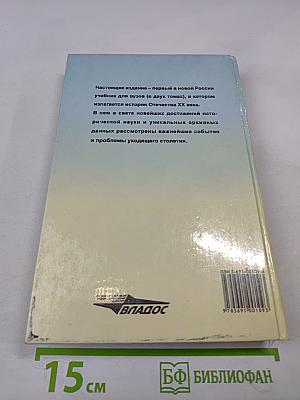 Настоящее издание – первый в новой России
учебник для вузов (в двух томах), в котором
излагается история Отечества XX века.
В нем в свете новейших достижений исто-
рической науки и уникальных архивных
данных рассмотрены важнейшие события
и проблемы уходящего столетия.
ВЛАДОС
15 см
БФ БИБЛИОФАН